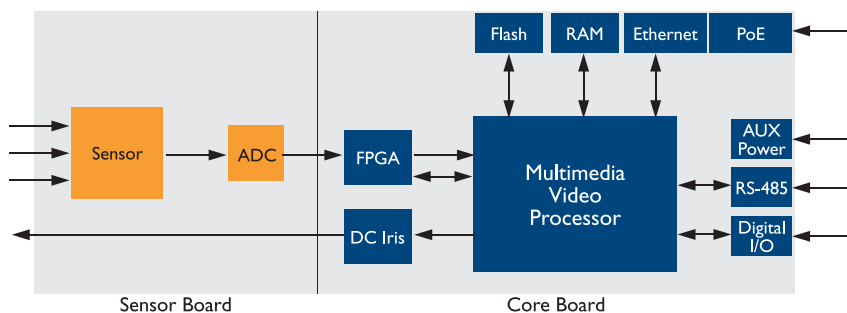 Flash
RAM
Ethernet
PoE
Sensor
ADC
FPGA
Multimedia
Video
Processor
AUX
Power
RS-485
DC Iris
Digital
I/O
Sensor Board
Core Board